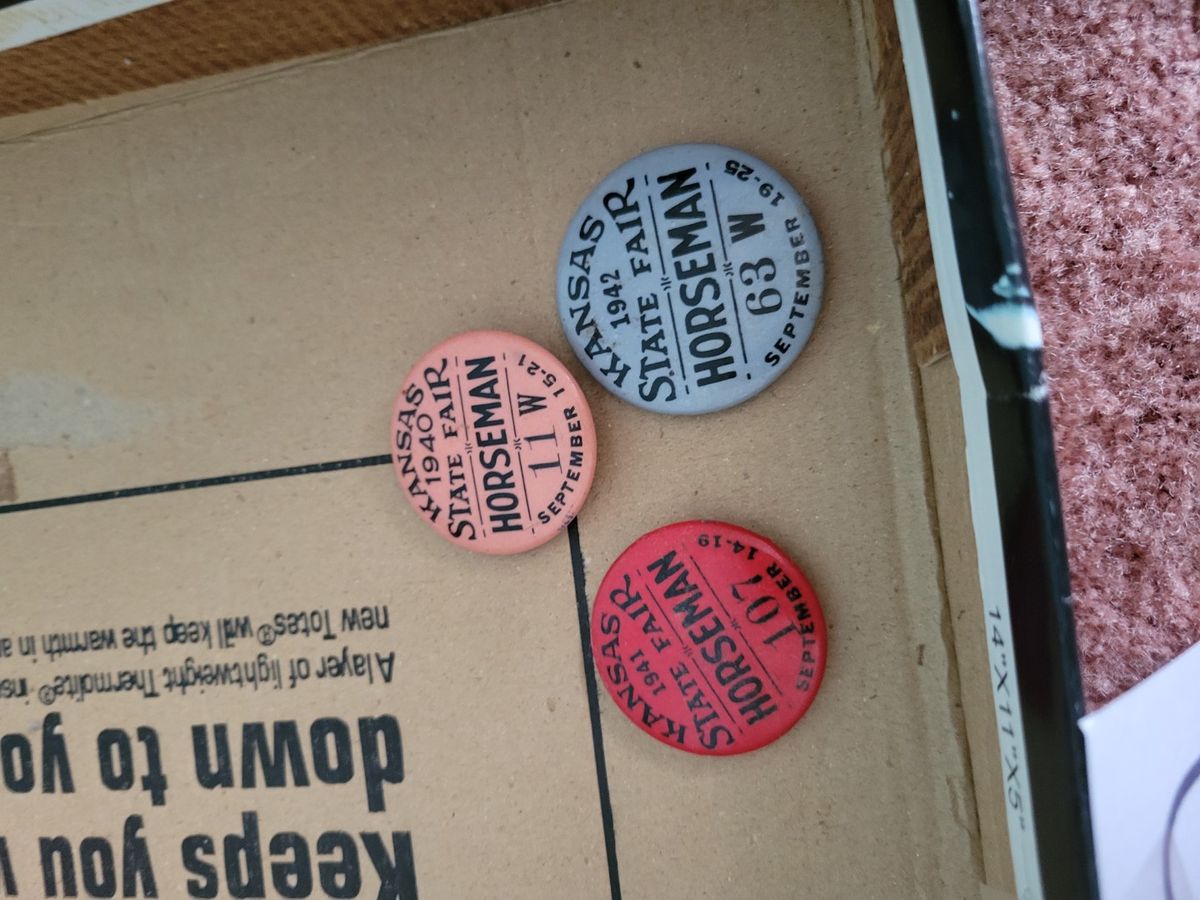 KANSAS
1942
STATE FAIR
HORSEMAN
63 W
SEPTEMBER 19-25
KANSAS
1940
STATE FAIR
HORSEMAN
11 W
SEPTEMBER 15-21
KANSAS
1941
STATE FAIR
HORSEMAN
107
SEPTEMBER 14-19
Keeps you
down to yo
A layer of lightweight Thermolite®
new Totes® will keep the warmth in
14"X11"X5"